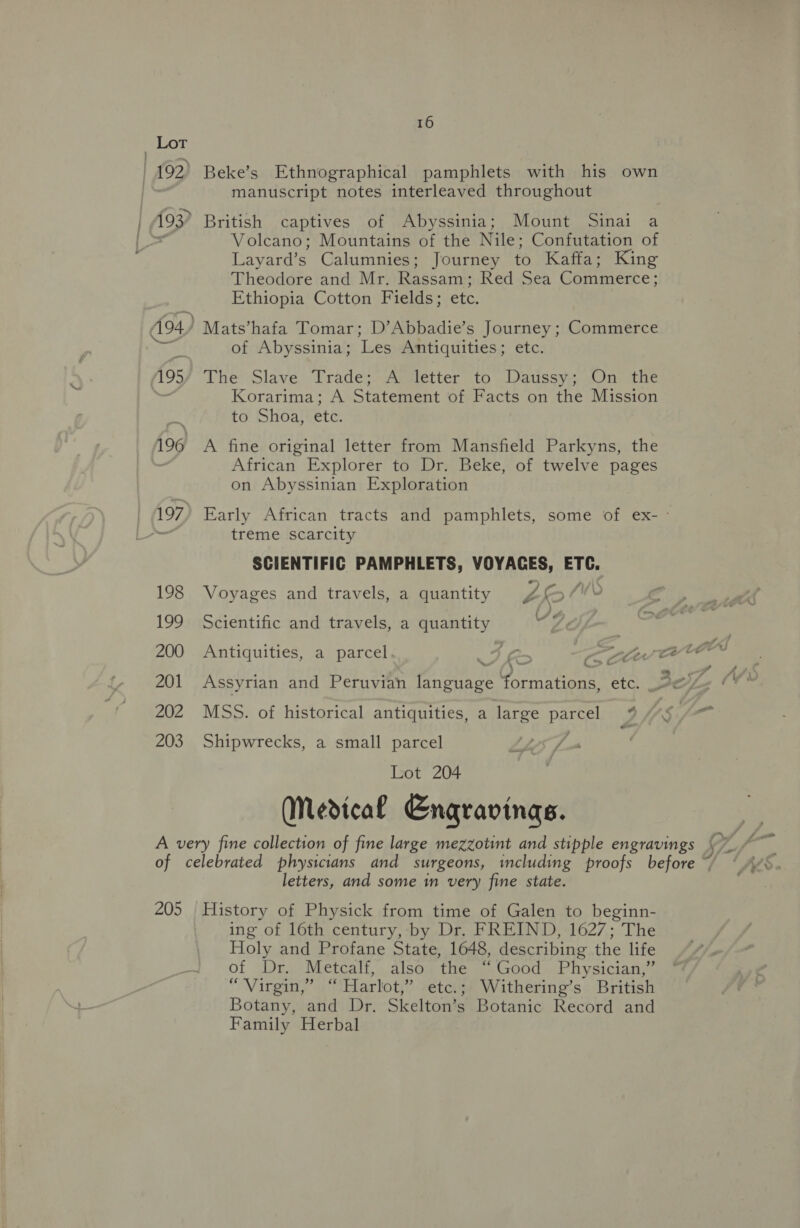 16
Lot
192 Beke's Ethnographical pamphlets with his own
manuscript notes interleaved throughout
193 British captives of Abyssinia; Mount Sinai a
Volcano; Mountains of the Nile; Confutation of
Layard's Calumnies; Journey to Kaffa; King
Theodore and Mr. Rassam; Red Sea Commerce;
Ethiopia Cotton Fields; etc.
194 Mats'hafa Tomar; D'Abbadie's Journey; Commerce
of Abyssinia; Les Antiquities; etc.
195 The Slave Trade; A letter to Daussy; On the
Korarima; A Statement of Facts on the Mission
to Shoa, etc.
196 A fine original letter from Mansfield Parkyns, the
African Explorer to Dr. Beke, of twelve pages
on Abyssinian Exploration
197 Early African tracts and pamphlets, some of ex-
treme scarcity
SCIENTIFIC PAMPHLETS, VOYAGES, ETC.
198 Voyages and travels, a quantity
199 Scientific and travels, a quantity
200 Antiquities, a parcel.
201 Assyrian and Peruvian language formations, etc.
202 MSS. of historical antiquities, a large parcel
203 Shipwrecks, a small parcel
Lot 204
Medical Engravings.
A very fine collection of fine large mezzotint and stipple engravings
of celebrated physicians and surgeons, including proofs before
letters, and some in very fine state.
205 History of Physick from time of Galen to beginn-
ing of 16th century, by Dr. FREIND, 1627; The
Holy and Profane State, 1648, describing the life
of Dr. Metcalf, also the "Good Physician,"
"Virgin," "Harlot," etc.; Withering's British
Botany, and Dr. Skelton's Botanic Record and
Family Herbal